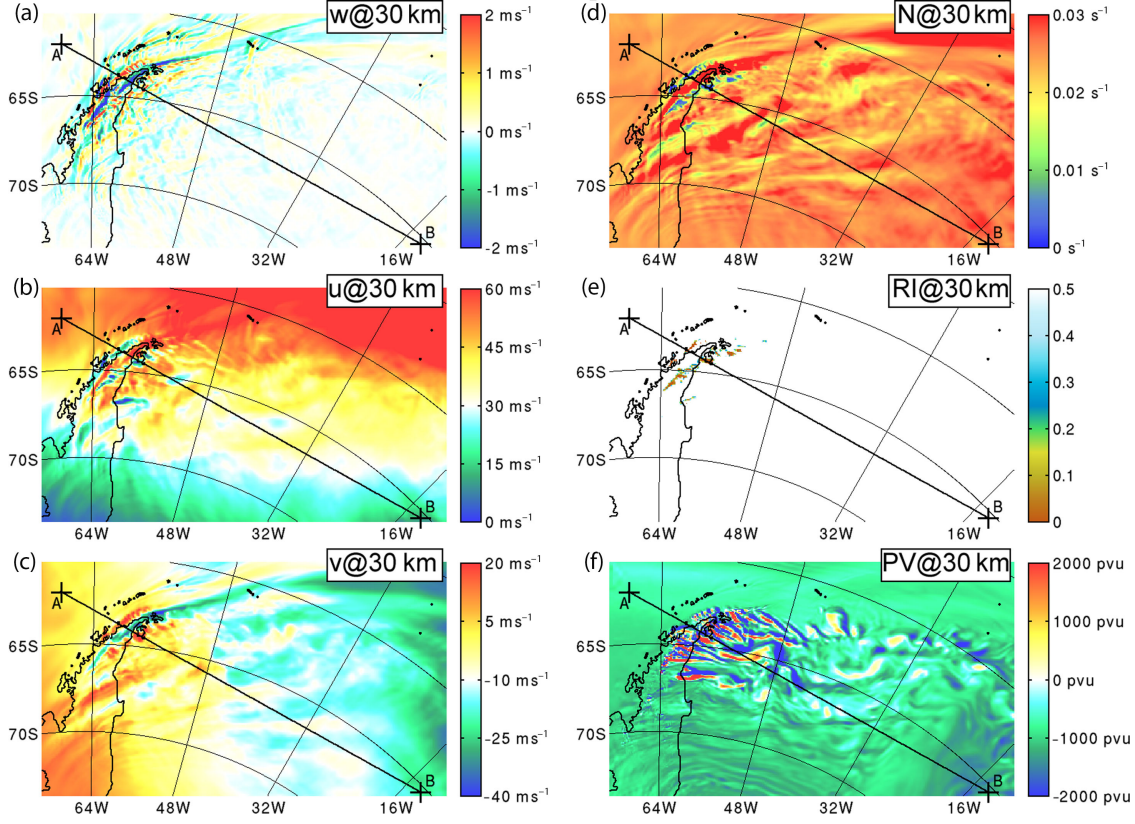 (a) w@30 km
A
B
65S
70S
64W 48W 32W
2 ms⁻¹
1 ms⁻¹
0 ms⁻¹
-1 ms⁻¹
-2 ms⁻¹
(d) N@30 km
A
B
65S
70S
64W 48W 32W 16W
0.03 s⁻¹
0.02 s⁻¹
0.01 s⁻¹
0 s⁻¹
(b) u@30 km
A
B
65S
70S
64W 48W 32W 16W
60 ms⁻¹
45 ms⁻¹
30 ms⁻¹
15 ms⁻¹
0 ms⁻¹
(e) RI@30 km
A
B
65S
70S
64W 48W 32W 16W
0.5
0.4
0.3
0.2
0.1
0
(c) v@30 km
A
B
65S
70S
64W 48W 32W 16W
20 ms⁻¹
5 ms⁻¹
-10 ms⁻¹
-25 ms⁻¹
-40 ms⁻¹
(f) PV@30 km
A
B
65S
70S
64W 48W 32W 16W
2000 pvu
1000 pvu
0 pvu
-1000 pvu
-2000 pvu